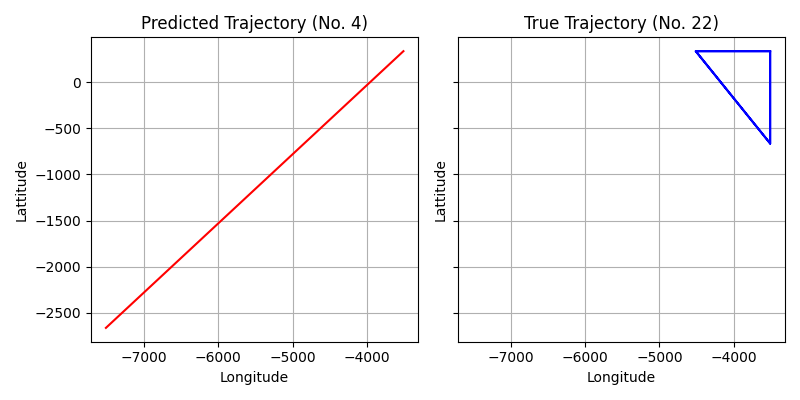 Predicted Trajectory (No. 4)
0
−500
−1000
−1500
−2000
−2500
Lattitude
−7000 −6000 −5000 −4000
Longitude
True Trajectory (No. 22)
Lattitude
−7000 −6000 −5000 −4000
Longitude